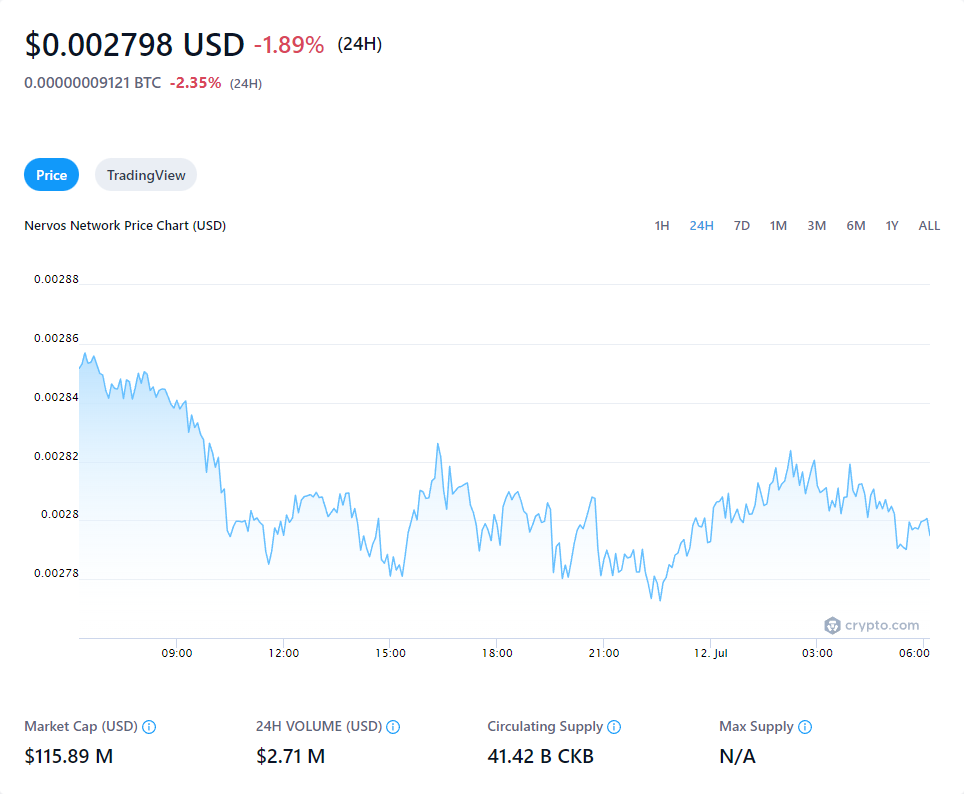 $0.002798 USD -1.89% (24H)
0.00000009121 BTC -2.35% (24H)
Price TradingView
Nervos Network Price Chart (USD) 1H 24H 7D 1M 3M 6M 1Y ALL
0.00288
0.00286
0.00284
0.00282
0.0028
0.00278
crypto.com
09:00 12:00 15:00 18:00 21:00 12. Jul 03:00 06:00
Market Cap (USD) 24H VOLUME (USD) Circulating Supply Max Supply
$115.89 M $2.71 M 41.42 B CKB N/A